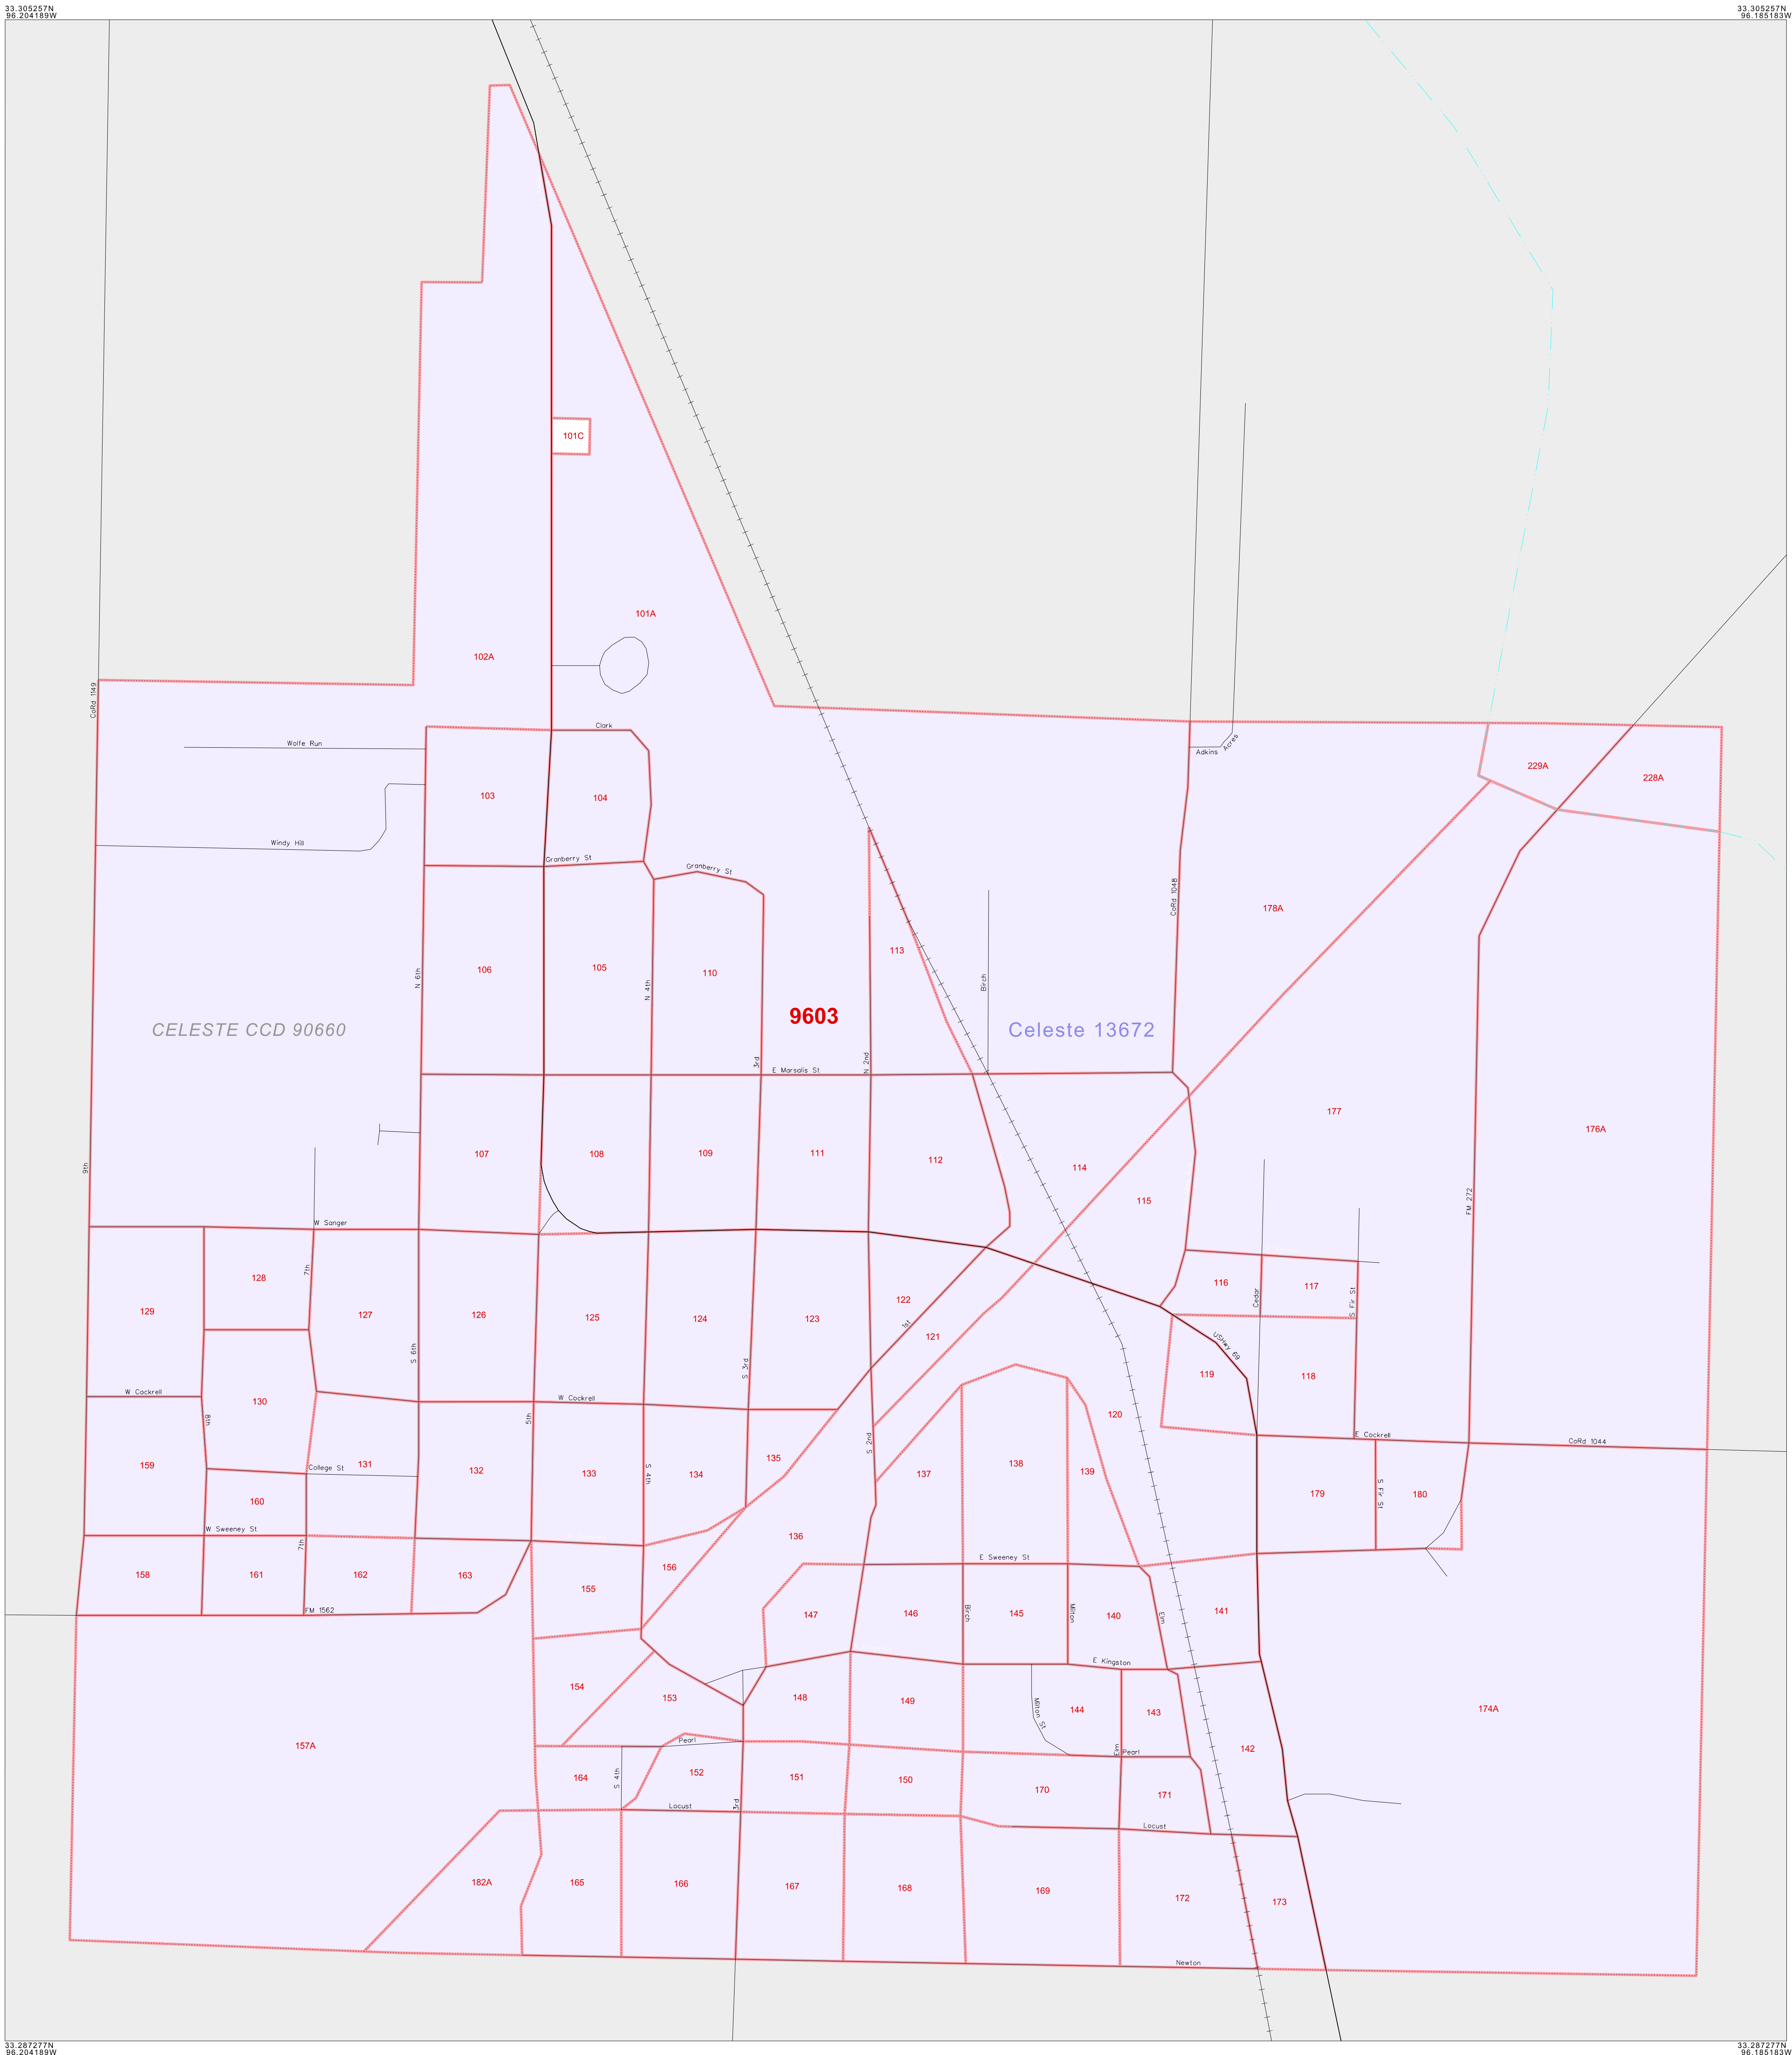 33.305257N
96.204189W
33.305257N
96.185183W
101C
101A
102A
CoRd 1149
Clark
Wolfe Run
Adkins Acres
229A
228A
103
104
Windy Hill
Granberry St
Granberry St
CoRd 1048
178A
113
106
105
110
N 6th
N 4th
Birch
9603
CELESTE CCD 90660
Celeste 13672
3rd
N 2nd
E Marsalis St
177
176A
107
108
109
111
112
114
9th
115
FM 272
W Sanger
128
7th
116
117
Cedar
S Fir St
129
127
126
125
124
123
122
1st
121
USHwy 69
S 6th
S 3rd
119
118
W Cockrell
W Cockrell
130
8th
5th
120
E Cockrell
CoRd 1044
S 2nd
131
135
138
College St
159
132
133
S 4th
134
137
139
S Fir St
179
180
160
W Sweeney St
136
7th
E Sweeney St
158
161
162
163
156
155
147
146
Birch
145
Milton
140
Elm
141
FM 1562
E Kingston
154
153
148
149
Milton St
144
143
174A
157A
Pearl
Elm
Pearl
142
164
S 4th
152
151
150
170
171
3rd
Locust
Locust
182A
165
166
167
168
169
172
173
Newton
33.287277N
96.204189W
33.287277N
96.185183W